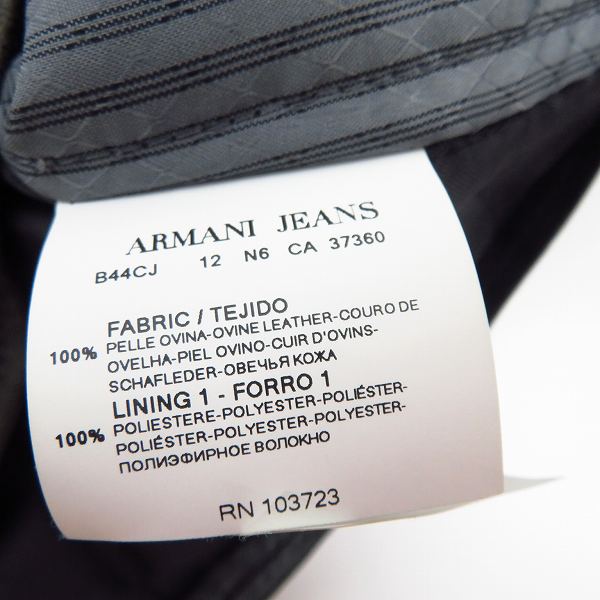 ARMANI JEANS
B44CJ 12 N6 CA 37360
FABRIC / TEJIDO
100% PELLE OVINA-OVINE LEATHER-COURO DE
OVELHA-PIEL OVINO-CUIR D'OVINS-
SCHAFLEDER-ОВЕЧЬЯ КОЖА
LINING 1 - FORRO 1
100% POLIESTERE-POLYESTER-POLIÉSTER-
POLIÉSTER-POLYESTER-POLYESTER-
ПОЛИЭФИРНОЕ ВОЛОКНО
RN 103723